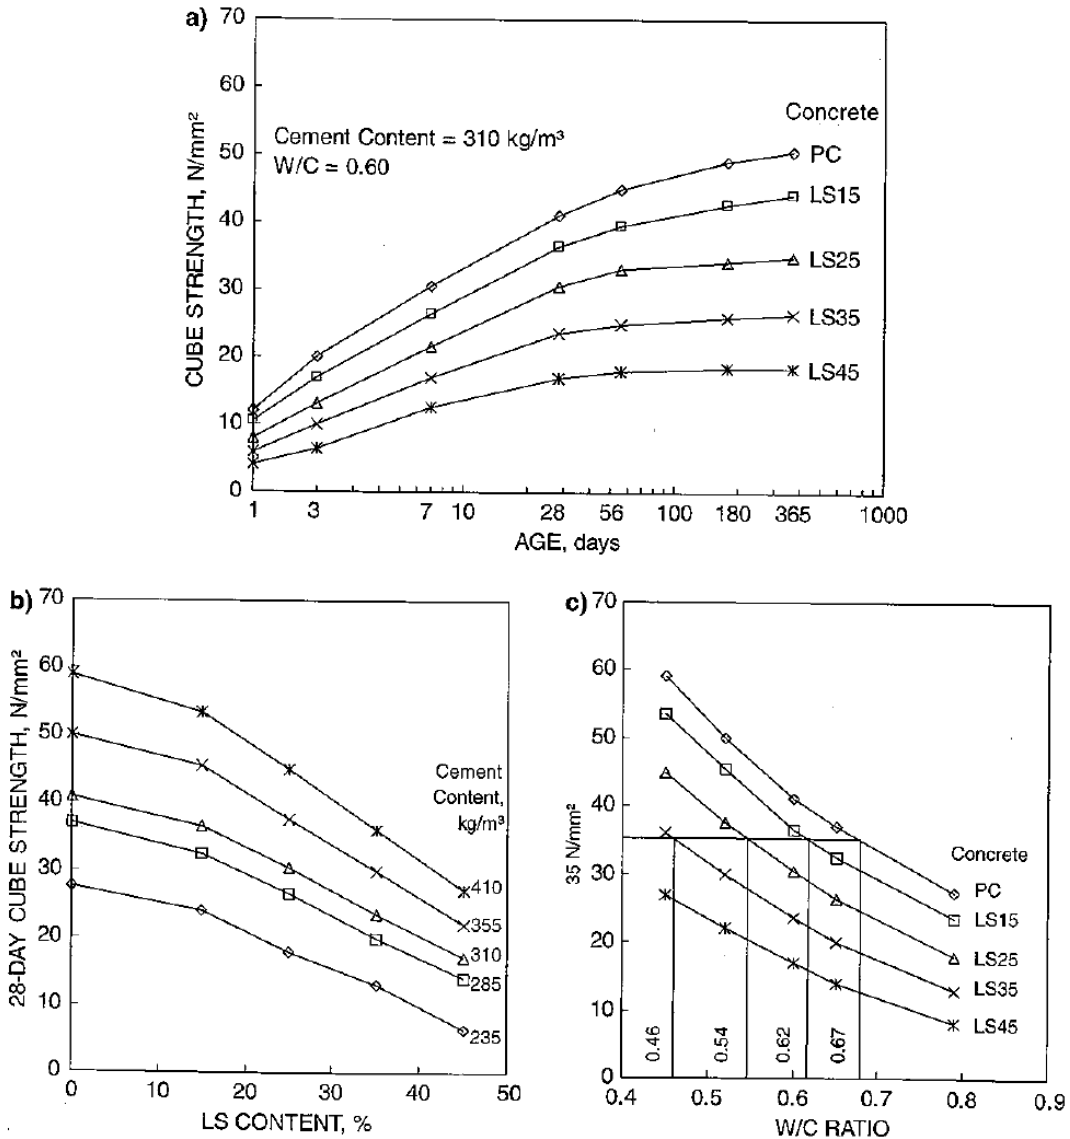 a)
70
60
50
40
30
20
10
0
CUBE STRENGTH, N/mm²
Cement Content = 310 kg/m³
W/C = 0.60
Concrete
PC
LS15
LS25
LS35
LS45
1 3 7 10 28 56 100 180 365 1000
AGE, days
b)
70
60
50
40
30
20
10
0
28-DAY CUBE STRENGTH, N/mm²
Cement
Content,
kg/m³
410
355
310
285
235
0 10 20 30 40 50
LS CONTENT, %
c)
70
60
50
40
30
20
10
0
35 N/mm²
Concrete
PC
LS15
LS25
LS35
LS45
0.46
0.54
0.62
0.67
0.4 0.5 0.6 0.7 0.8 0.9
W/C RATIO